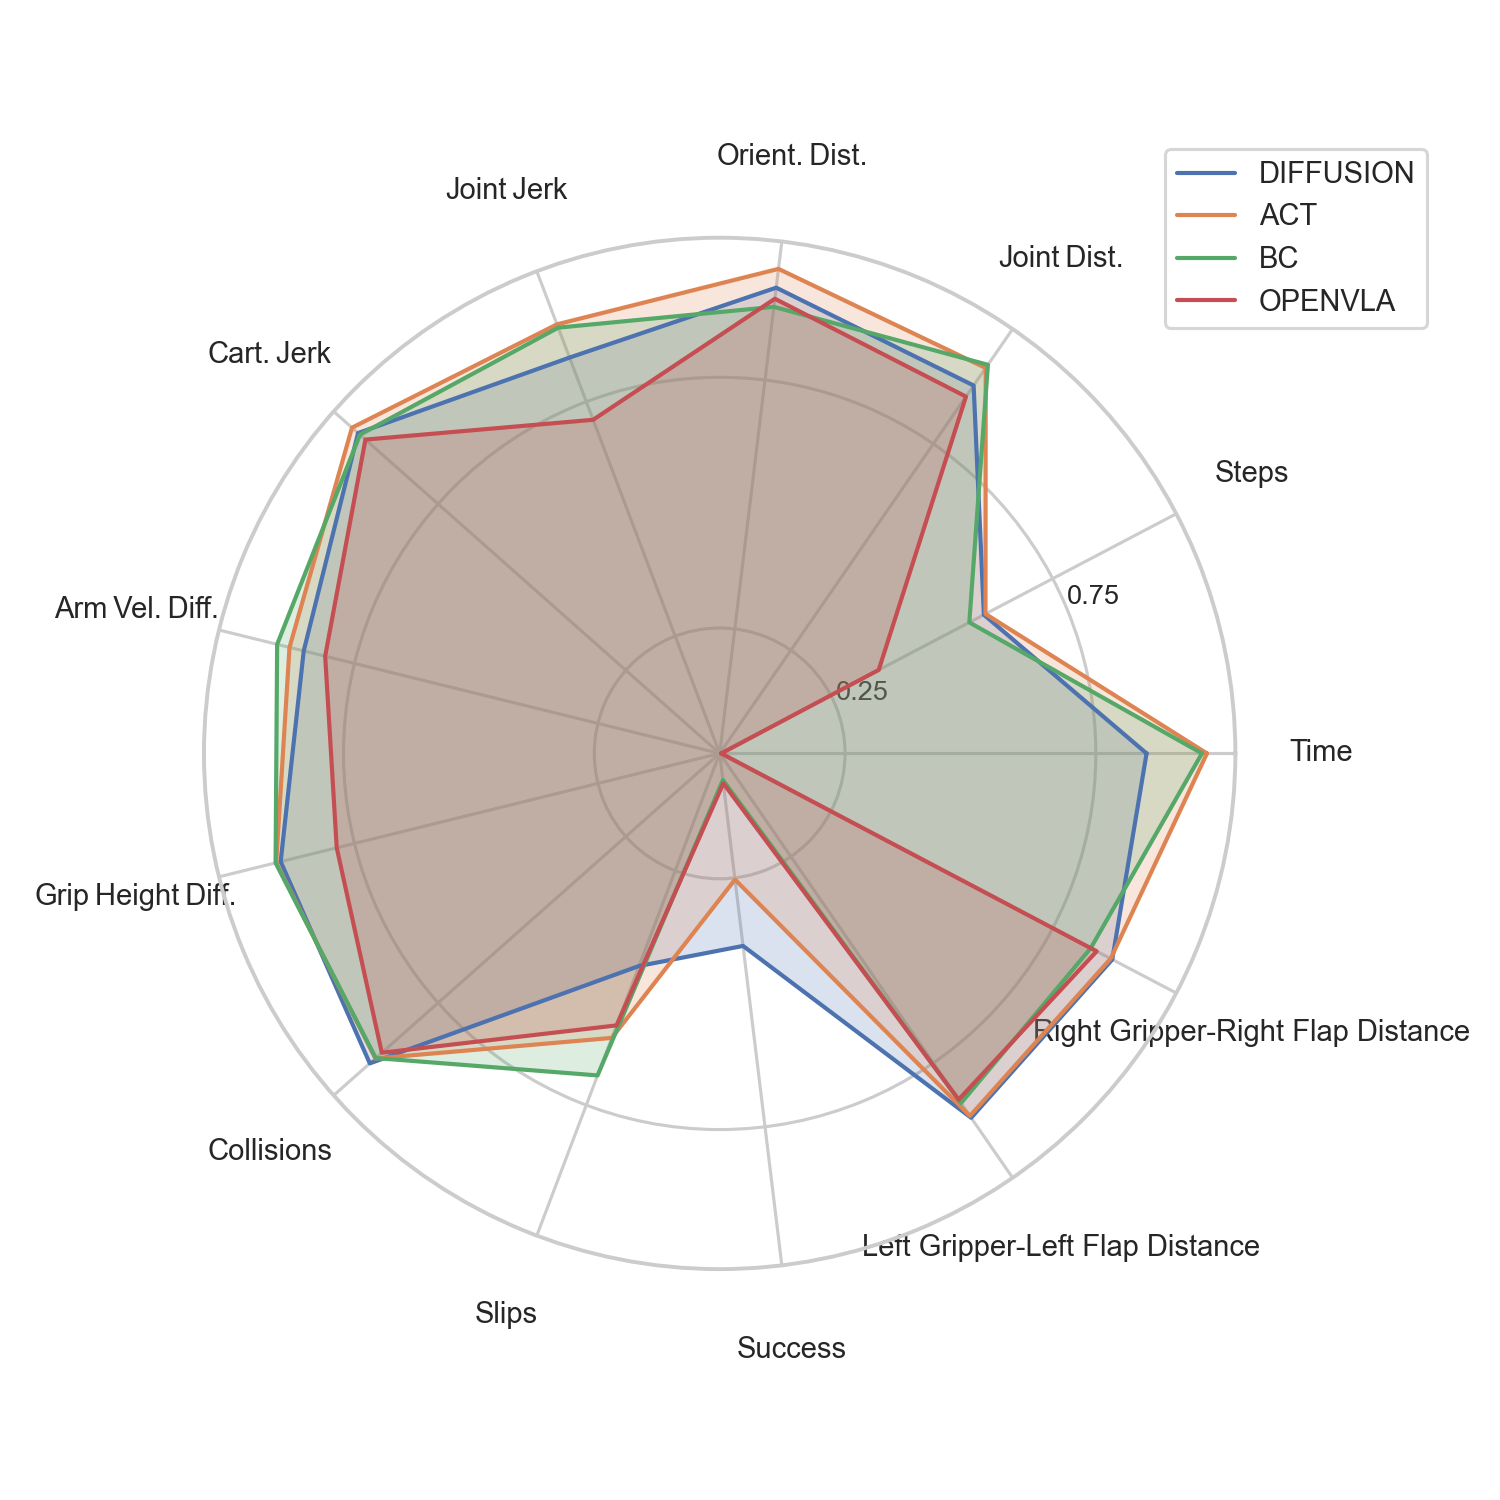 Orient. Dist.
Joint Jerk
Joint Dist.
DIFFUSION
ACT
BC
OPENVLA
Cart. Jerk
Steps
0.75
Arm Vel. Diff.
0.25
Time
Grip Height Diff.
Right Gripper-Right Flap Distance
Collisions
Left Gripper-Left Flap Distance
Slips
Success